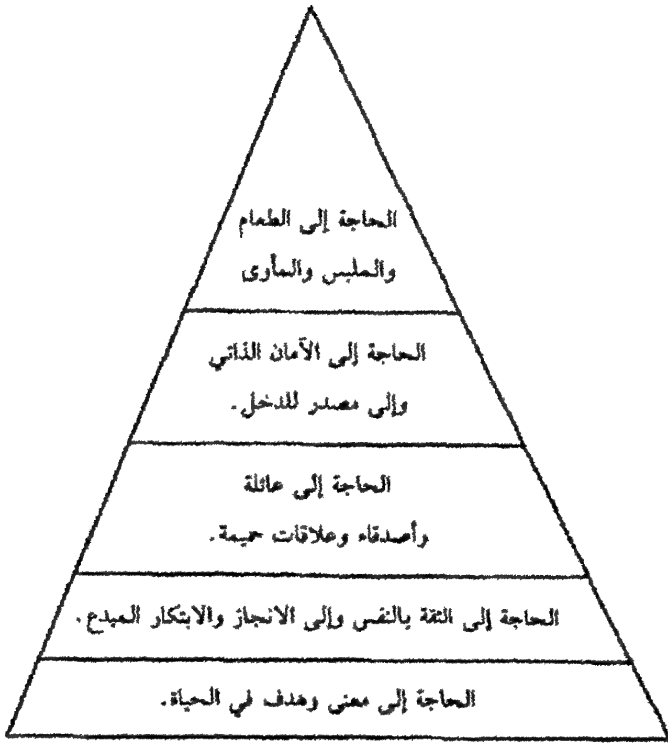 الحاجة إلى الطعام
والملبس والمأوى
الحاجة إلى الآمان الذاتي
وإلى مصدر للدخل.
الحاجة إلى عائلة
وأصدقاء وعلاقات حميمة.
الحاجة إلى الثقة بالنفس وإلى الانجاز والابتكار المبدع.
الحاجة إلى معنى وهدف في الحياة.